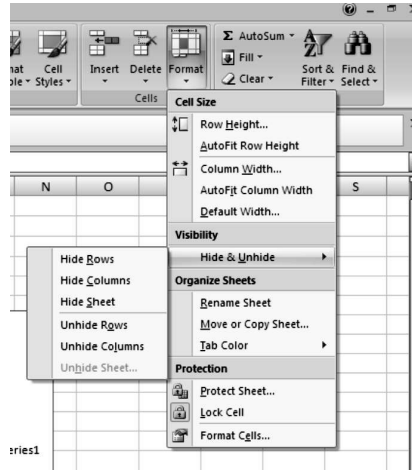 Σ AutoSum
Fill
Clear
Cell
Styles
Insert
Delete
Format
Sort &
Filter
Find &
Select
Cells
Cell Size
Row Height...
AutoFit Row Height
Column Width...
AutoFit Column Width
Default Width...
Visibility
Hide & Unhide
Organize Sheets
Rename Sheet
Move or Copy Sheet...
Tab Color
Protection
Protect Sheet...
Lock Cell
Format Cells...
N
O
S
Hide Rows
Hide Columns
Hide Sheet
Unhide Rows
Unhide Columns
Unhide Sheet...
eries1